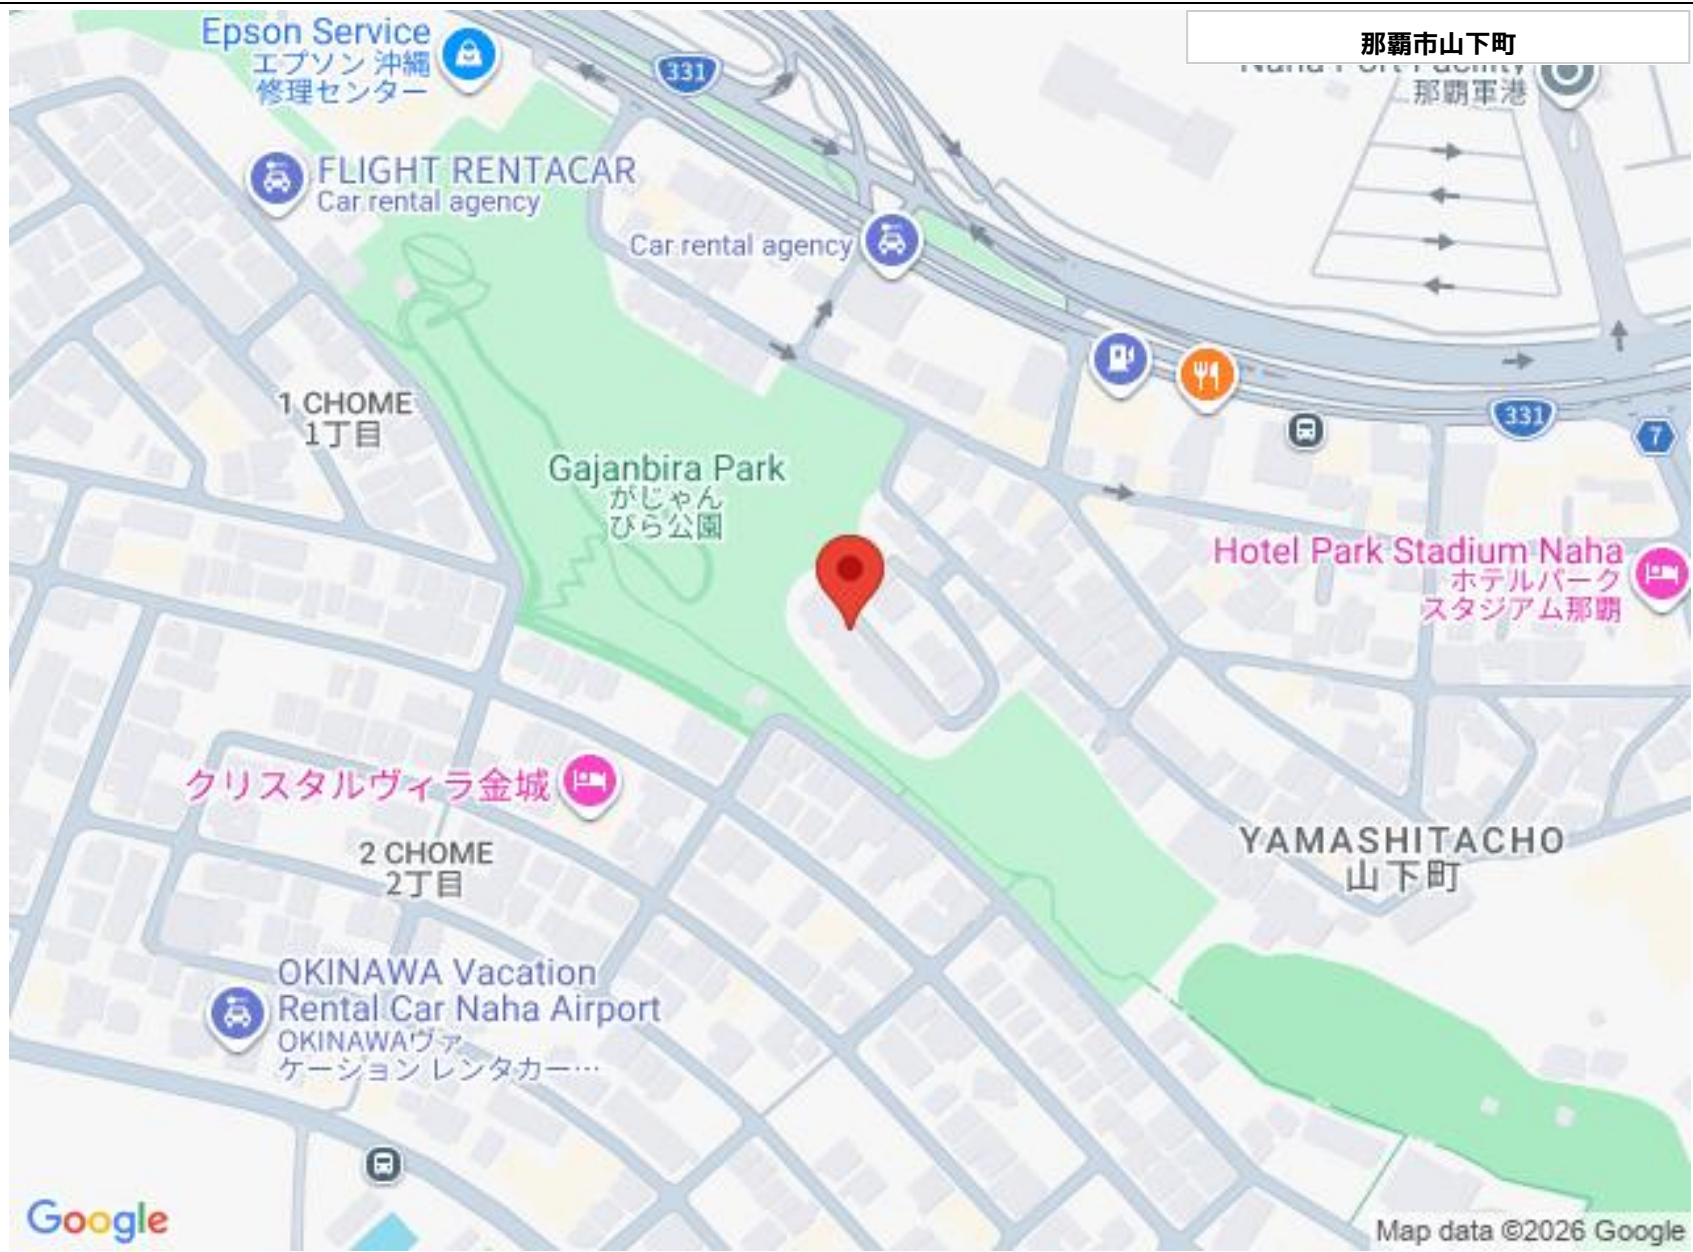 那覇市山下町
Epson Service
エプソン 沖縄
修理センター
331
Naha Port Facility
那覇軍港
FLIGHT RENTACAR
Car rental agency
Car rental agency
1 CHOME
1丁目
331
7
Gajanbira Park
がじゃん
びら公園
Hotel Park Stadium Naha
ホテルパーク
スタジアム那覇
クリスタルヴィラ金城
2 CHOME
2丁目
YAMASHITACHO
山下町
OKINAWA Vacation
Rental Car Naha Airport
OKINAWAヴァ
ケーション レンタカー…
Google
Map data ©2026 Google